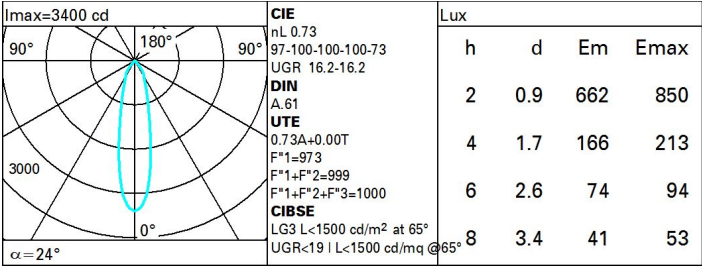 Imax=3400 cd
90°
180°
90°
3000
0°
α=24°
CIE
nL 0.73
97-100-100-100-73
UGR 16.2-16.2
DIN
A.61
UTE
0.73A+0.00T
F"1=973
F"1+F"2=999
F"1+F"2+F"3=1000
CIBSE
LG3 L<1500 cd/m² at 65°
UGR<19 | L<1500 cd/mq @65°
Lux
h d Em Emax
2 0.9 662 850
4 1.7 166 213
6 2.6 74 94
8 3.4 41 53